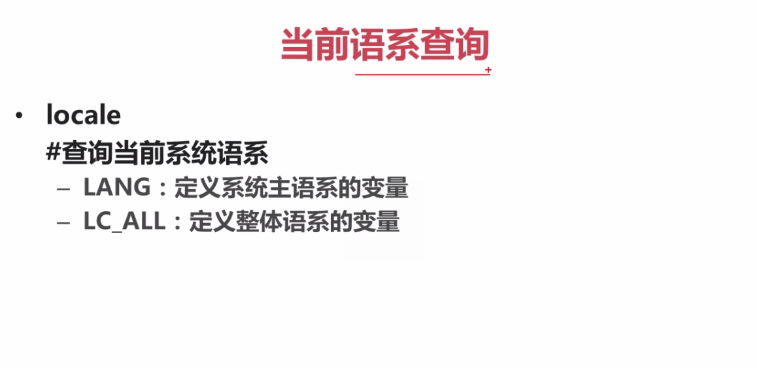 当前语系查询
• locale
#查询当前系统语系
– LANG：定义系统主语系的变量
– LC_ALL：定义整体语系的变量